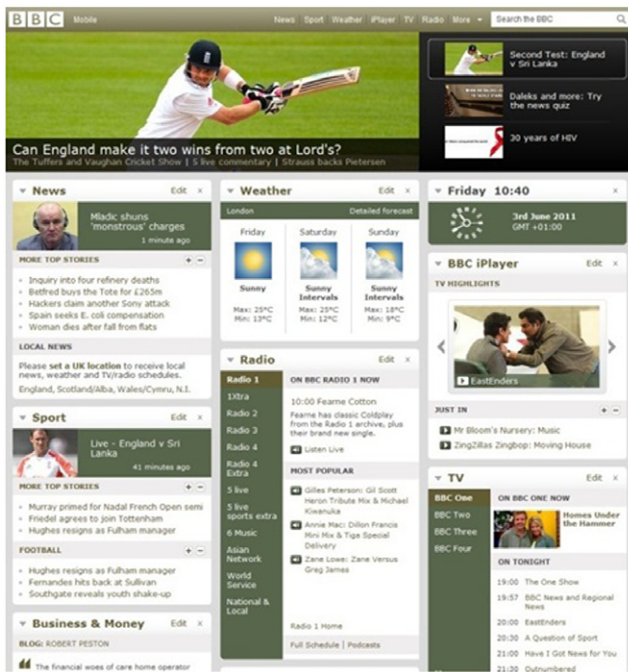 BBC Mobile News Sport Weather iPlayer TV Radio More Search the BBC
Second Test: England
v Sri Lanka
Daleks and more: Try
the news quiz
30 years of HIV
Can England make it two wins from two at Lord's?
The Tuffers and Vaughan Cricket Show | 5 live commentary | Strauss backs Pietersen
News Edit x
Mladic shuns
'monstrous' charges
1 minute ago
MORE TOP STORIES
Inquiry into four refinery deaths
Betfred buys the Tote for £265m
Hackers claim another Sony attack
Spain seeks E. coli compensation
Woman dies after fall from flats
LOCAL NEWS
Please set a UK location to receive local
news, weather and TV/radio schedules.
England, Scotland/Alba, Wales/Cymru, N.I.
Sport Edit x
Live - England v Sri
Lanka
41 minutes ago
MORE TOP STORIES
Murray primed for Nadal French Open semi
Friedel agrees to join Tottenham
Hughes resigns as Fulham manager
FOOTBALL
Hughes resigns as Fulham manager
Fernandes hits back at Sullivan
Southgate reveals youth shake-up
Business & Money Edit x
BLOG: ROBERT PESTON
The financial woes of care home operator
Weather Edit x
London Detailed forecast
Friday Saturday Sunday
Sunny Sunny Intervals Sunny Intervals
Max: 25°C Max: 25°C Max: 18°C
Min: 13°C Min: 12°C Min: 9°C
Radio Edit x
Radio 1
1Xtra
Radio 2
Radio 3
Radio 4
Radio 4
Extra
5 live
5 live
sports extra
6 Music
Asian
Network
World
Service
National &
Local
ON BBC RADIO 1 NOW
10:00 Fearne Cotton
Fearne has classic Coldplay
from the Radio 1 archive, plus
their brand new single.
Listen Live
MOST POPULAR
Gilles Peterson: Gil Scott
Heron Tribute Mix & Michael
Kiwanuka
Annie Mac: Dillon Francis
Mini Mix & Tiga Special
Delivery
Zane Lowe: Zane Versus
Greg James
Radio 1 Home
Full Schedule | Podcasts
Friday 10:40 x
3rd June 2011
GMT +01:00
BBC iPlayer Edit x
TV HIGHLIGHTS
EastEnders
JUST IN
Mr Bloom's Nursery: Music
ZingZillas Zingbop: Moving House
TV Edit x
BBC One
BBC Two
BBC Three
BBC Four
ON BBC ONE NOW
Homes Under
the Hammer
ON TONIGHT
19:00 The One Show
19:57 BBC News and Regional
News
20:00 EastEnders
20:30 A Question of Sport
21:00 Have I Got News for You
21:30 Outnumbered